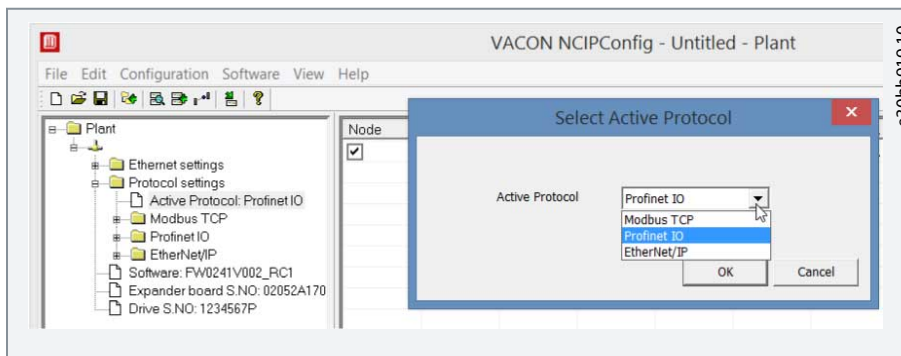 VACON NCIPConfig - Untitled - Plant
File Edit Configuration Software View Help
Plant
Ethernet settings
Protocol settings
Active Protocol: Profinet IO
Modbus TCP
Profinet IO
EtherNet/IP
Software: FW0241V002_RC1
Expander board S.NO: 02052A170
Drive S.NO: 1234567P
Node
Select Active Protocol
Active Protocol
Profinet IO
Modbus TCP
Profinet IO
EtherNet/IP
OK Cancel